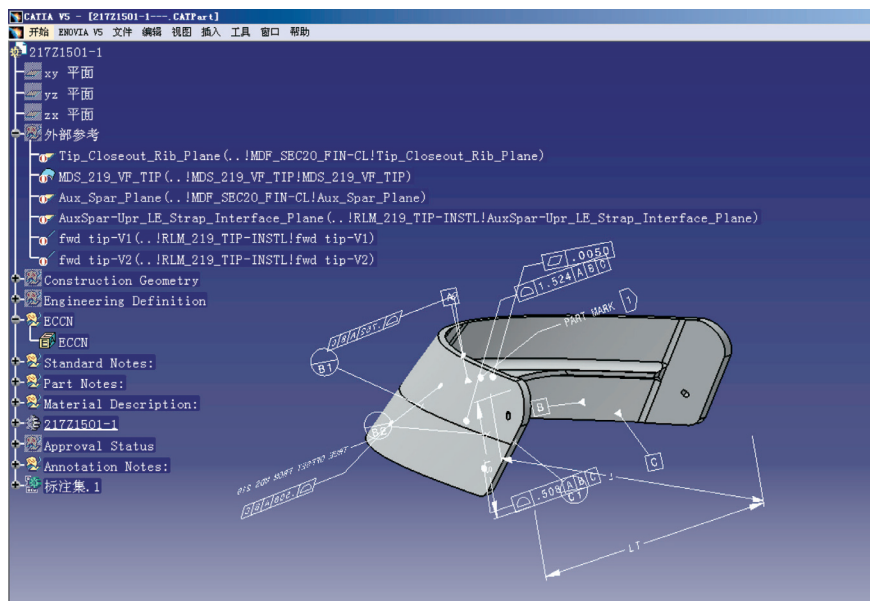 CATIA V5 - [217Z1501-1---.CATPart]
开始 ENOVIA V5 文件 编辑 视图 插入 工具 窗口 帮助
217Z1501-1
xy 平面
yz 平面
zx 平面
外部参考
Tip_Closeout_Rib_Plane(..!MDF_SEC20_FIN-CL!Tip_Closeout_Rib_Plane)
MDS_219_VF_TIP(..!MDS_219_VF_TIP!MDS_219_VF_TIP)
Aux_Spar_Plane(..!MDF_SEC20_FIN-CL!Aux_Spar_Plane)
AuxSpar-Upr_LE_Strap_Interface_Plane(..!RLM_219_TIP-INSTL!AuxSpar-Upr_LE_Strap_Interface_Plane)
fwd tip-V1(..!RLM_219_TIP-INSTL!fwd tip-V1)
fwd tip-V2(..!RLM_219_TIP-INSTL!fwd tip-V2)
Construction Geometry
Engineering Definition
ECCN
ECCN
Standard Notes:
Part Notes:
Material Description:
217Z1501-1
Approval Status
Annotation Notes:
标注集.1
.0050
1.524 A B C
PART MARK 1
B1
B2
B
C
.508 A B C
C1
LT